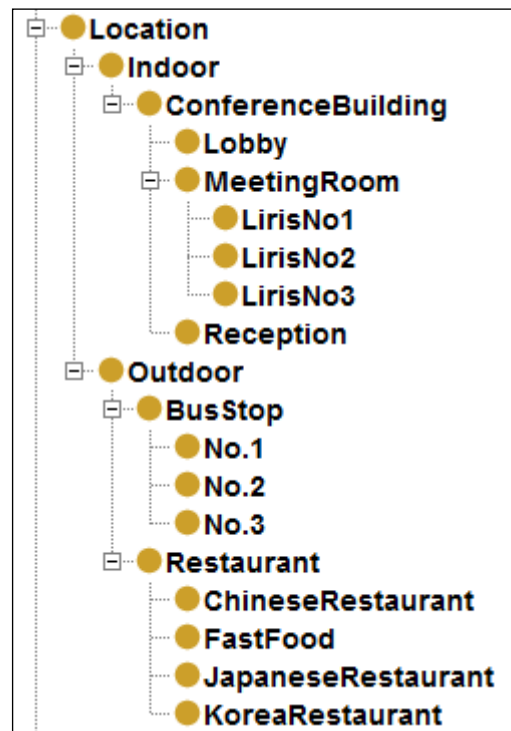 Location
Indoor
ConferenceBuilding
Lobby
MeetingRoom
LirisNo1
LirisNo2
LirisNo3
Reception
Outdoor
BusStop
No.1
No.2
No.3
Restaurant
ChineseRestaurant
FastFood
JapaneseRestaurant
KoreaRestaurant